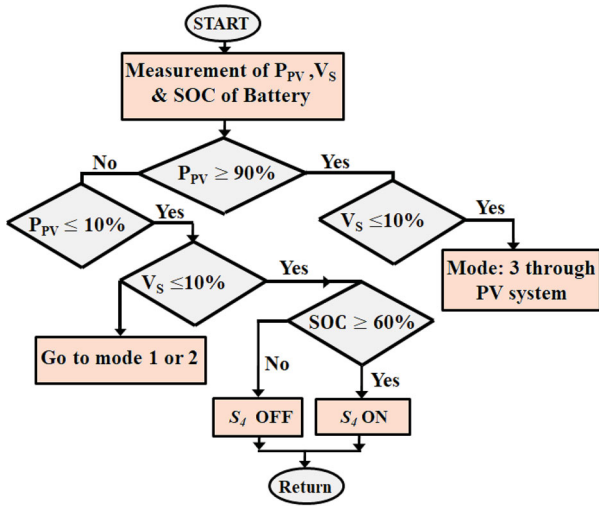 START
Measurement of P_PV ,V_S
& SOC of Battery
No
P_PV ≥ 90%
Yes
P_PV ≤ 10%
Yes
V_S ≤10%
Yes
V_S ≤10%
Yes
Mode: 3 through
PV system
SOC ≥ 60%
Go to mode 1 or 2
No
Yes
S_4 OFF
S_4 ON
Return